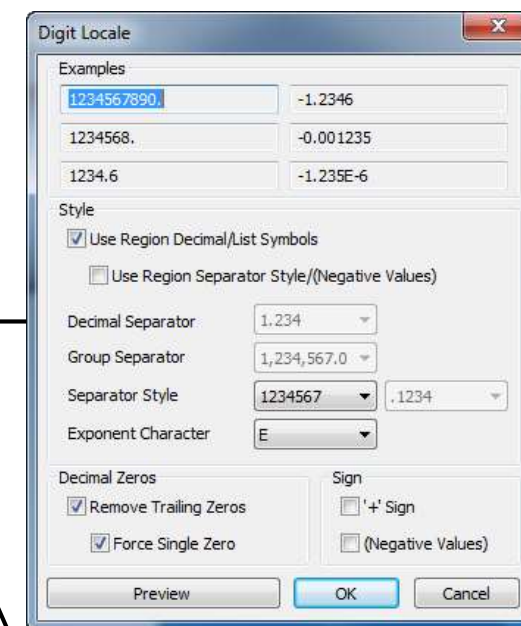 Digit Locale
Examples
1234567890. -1.2346
1234568. -0.001235
1234.6 -1.235E-6
Style
Use Region Decimal/List Symbols
Use Region Separator Style/(Negative Values)
Decimal Separator 1.234
Group Separator 1,234,567.0
Separator Style 1234567 .1234
Exponent Character E
Decimal Zeros Sign
Remove Trailing Zeros '+' Sign
Force Single Zero (Negative Values)
Preview OK Cancel